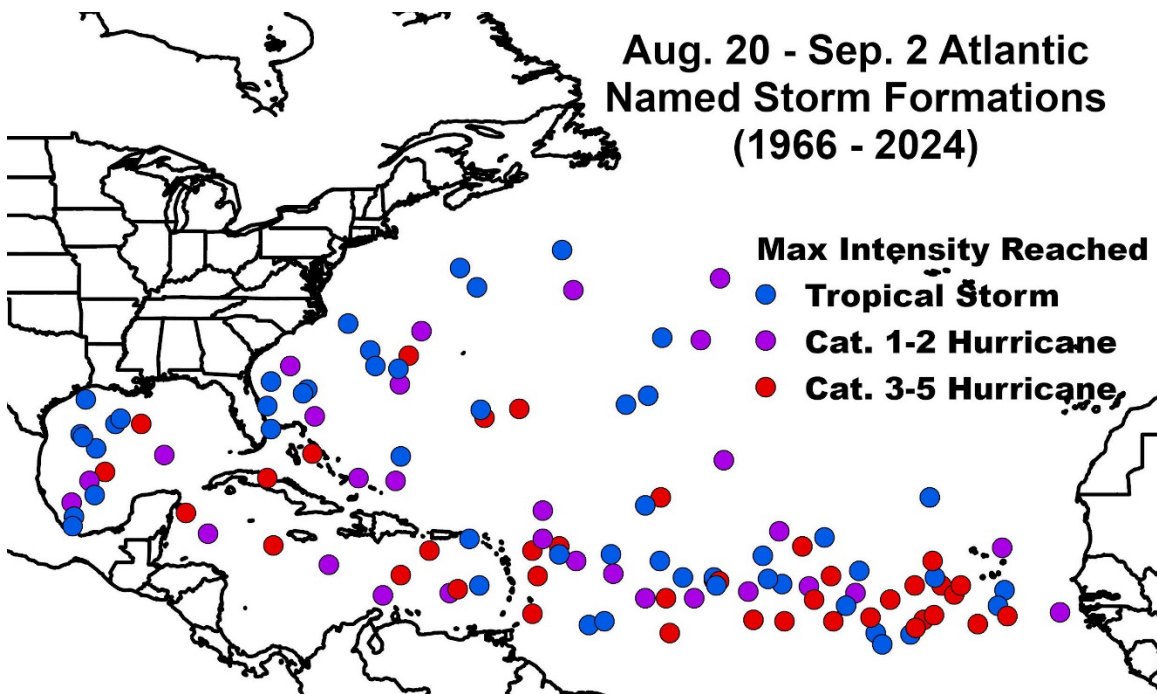 Aug. 20 - Sep. 2 Atlantic
Named Storm Formations
(1966 - 2024)
Max Intensity Reached
Tropical Storm
Cat. 1-2 Hurricane
Cat. 3-5 Hurricane